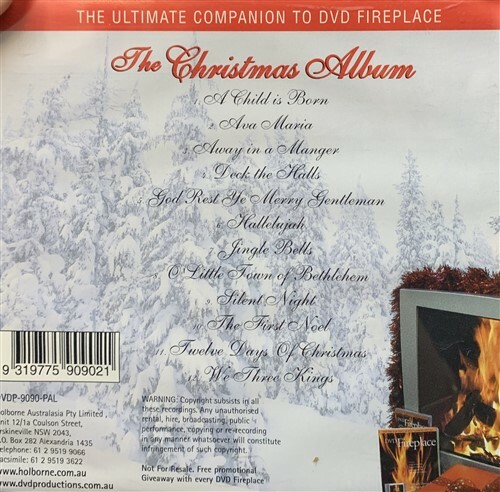 THE ULTIMATE COMPANION TO DVD FIREPLACE
The Christmas Album
1. A Child is Born
2. Ava Maria
3. Away in a Manger
4. Deck the Halls
5. God Rest Ye Merry Gentleman
6. Hallelujah
Jingle Bells
8. O'Little Town of Bethlehem
9. Silent Night
10. The First Noel
11. Twelve Days Of Christmas
12. We Three Kings
9 319775 909021
DVDP-9090-PAL
Holborne Australasia Pty Limited,
Unit 12/1a Coulson Street,
Erskineville NSW 2043,
P.O. Box 282 Alexandria 1435
Telephone: 61 2 9519 9066
Facsimile: 61 2 9519 3622
www.holborne.com.au
www.dvdproductions.com.au
WARNING: Copyright subsists in all
these recordings. Any unauthorised
rental, hire, broadcasting, public
performance, copying or re-recording
in any manner whatsoever will constitute
infringement of such copyright.
Not For Resale. Free promotional
Giveaway with every DVD Fireplace
DVD Fireplace